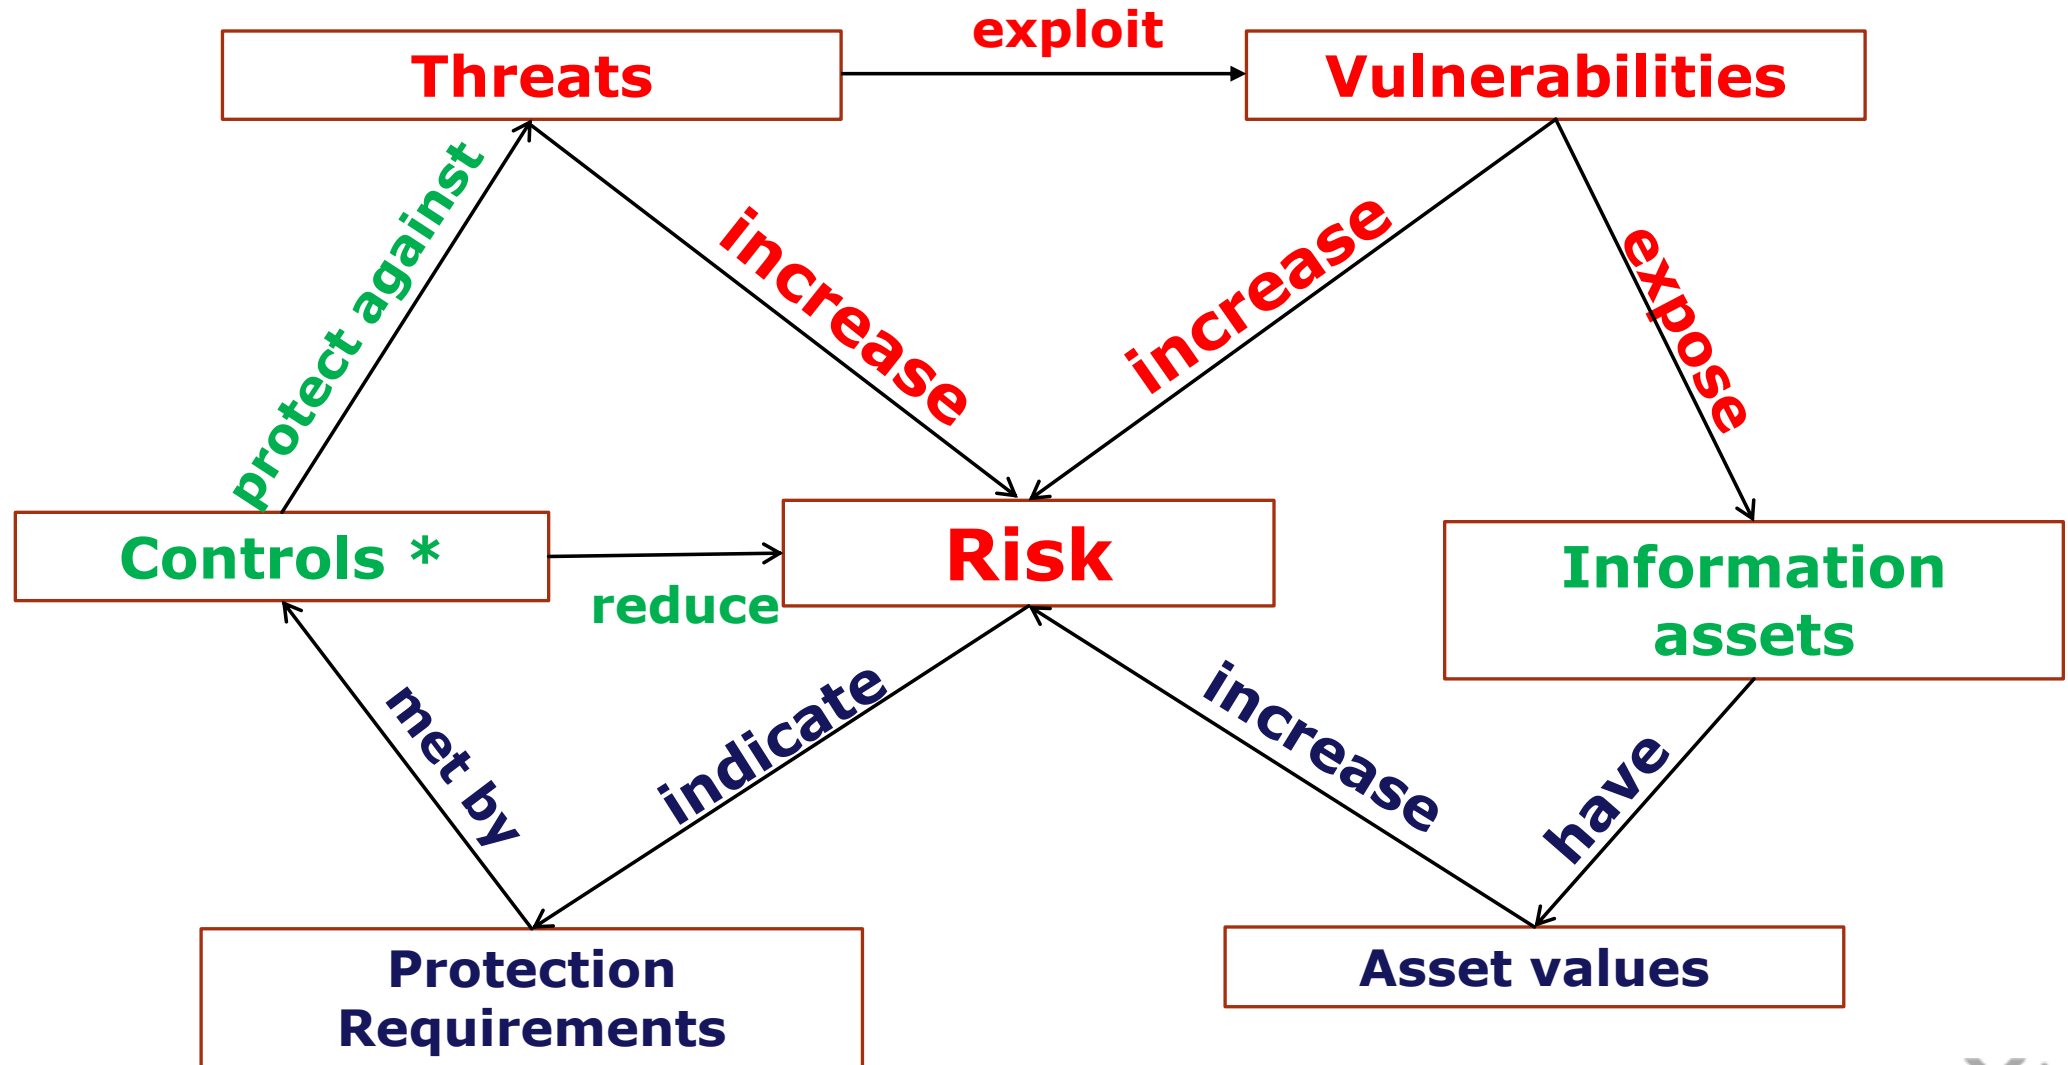 exploit
Threats
Vulnerabilities
protect against
increase
increase
expose
Controls *
reduce
Risk
Information
assets
met by
indicate
increase
have
Protection
Requirements
Asset values